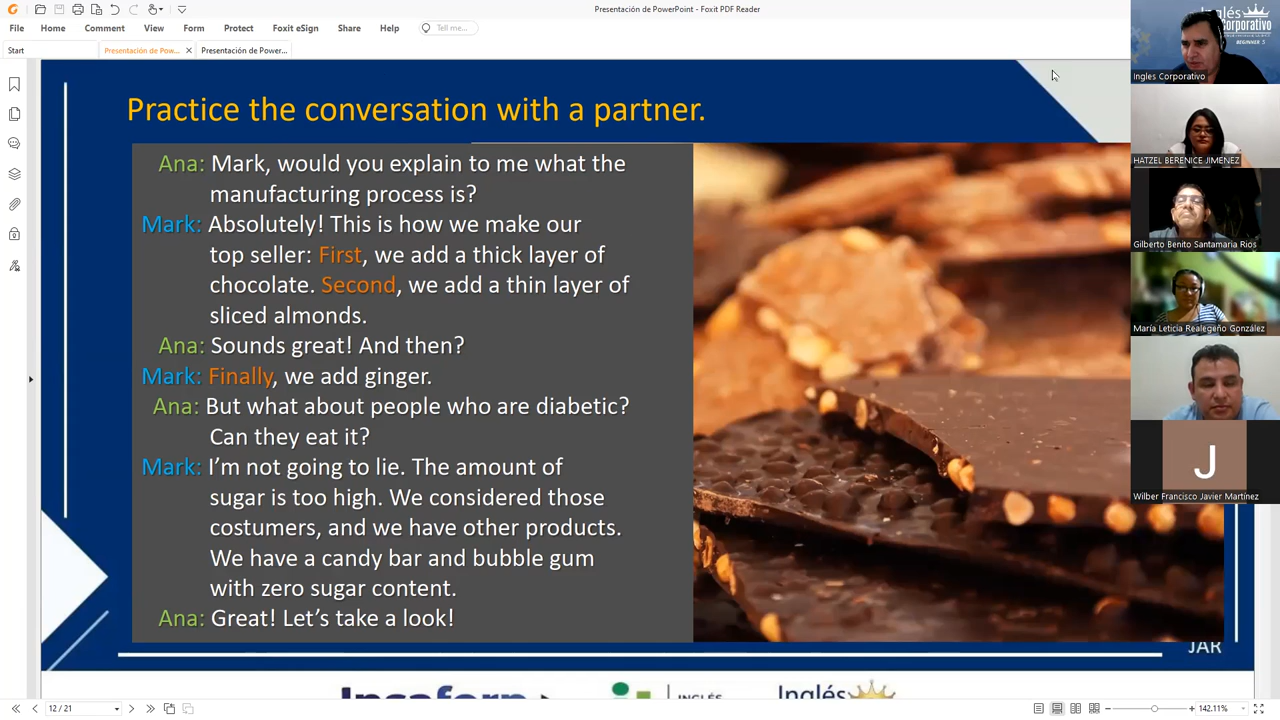 Presentación de PowerPoint - Foxit PDF Reader
File Home Comment View Form Protect Foxit eSign Share Help Tell me...
Start Presentación de Pow... Presentación de Power...
Practice the conversation with a partner.
Ana: Mark, would you explain to me what the
manufacturing process is?
Mark: Absolutely! This is how we make our
top seller: First, we add a thick layer of
chocolate. Second, we add a thin layer of
sliced almonds.
Ana: Sounds great! And then?
Mark: Finally, we add ginger.
Ana: But what about people who are diabetic?
Can they eat it?
Mark: I'm not going to lie. The amount of
sugar is too high. We considered those
costumers, and we have other products.
We have a candy bar and bubble gum
with zero sugar content.
Ana: Great! Let's take a look!
JAR
INGLÉS
Inglés
Inglés
Corporativo
BEGINNER 5
Ingles Corporativo
HATZEL BERENICE JIMENEZ
Gilberto Benito Santamaria Rios
María Leticia Realegeño González
J
Wilber Francisco Javier Martínez
12 / 21
142.11%